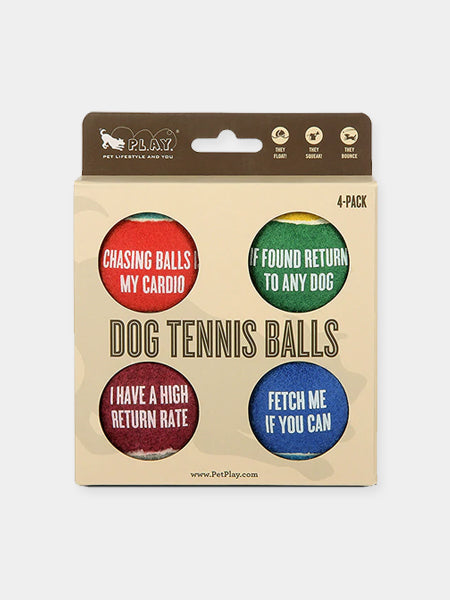 P.L.A.Y.
PET LIFESTYLE AND YOU
THEY FLOAT!
THEY SQUEAK!
THEY BOUNCE
4-PACK
CHASING BALLS I
MY CARDIO
IF FOUND RETURN
TO ANY DOG
DOG TENNIS BALLS
I HAVE A HIGH
RETURN RATE
FETCH ME
IF YOU CAN
www.PetPlay.com